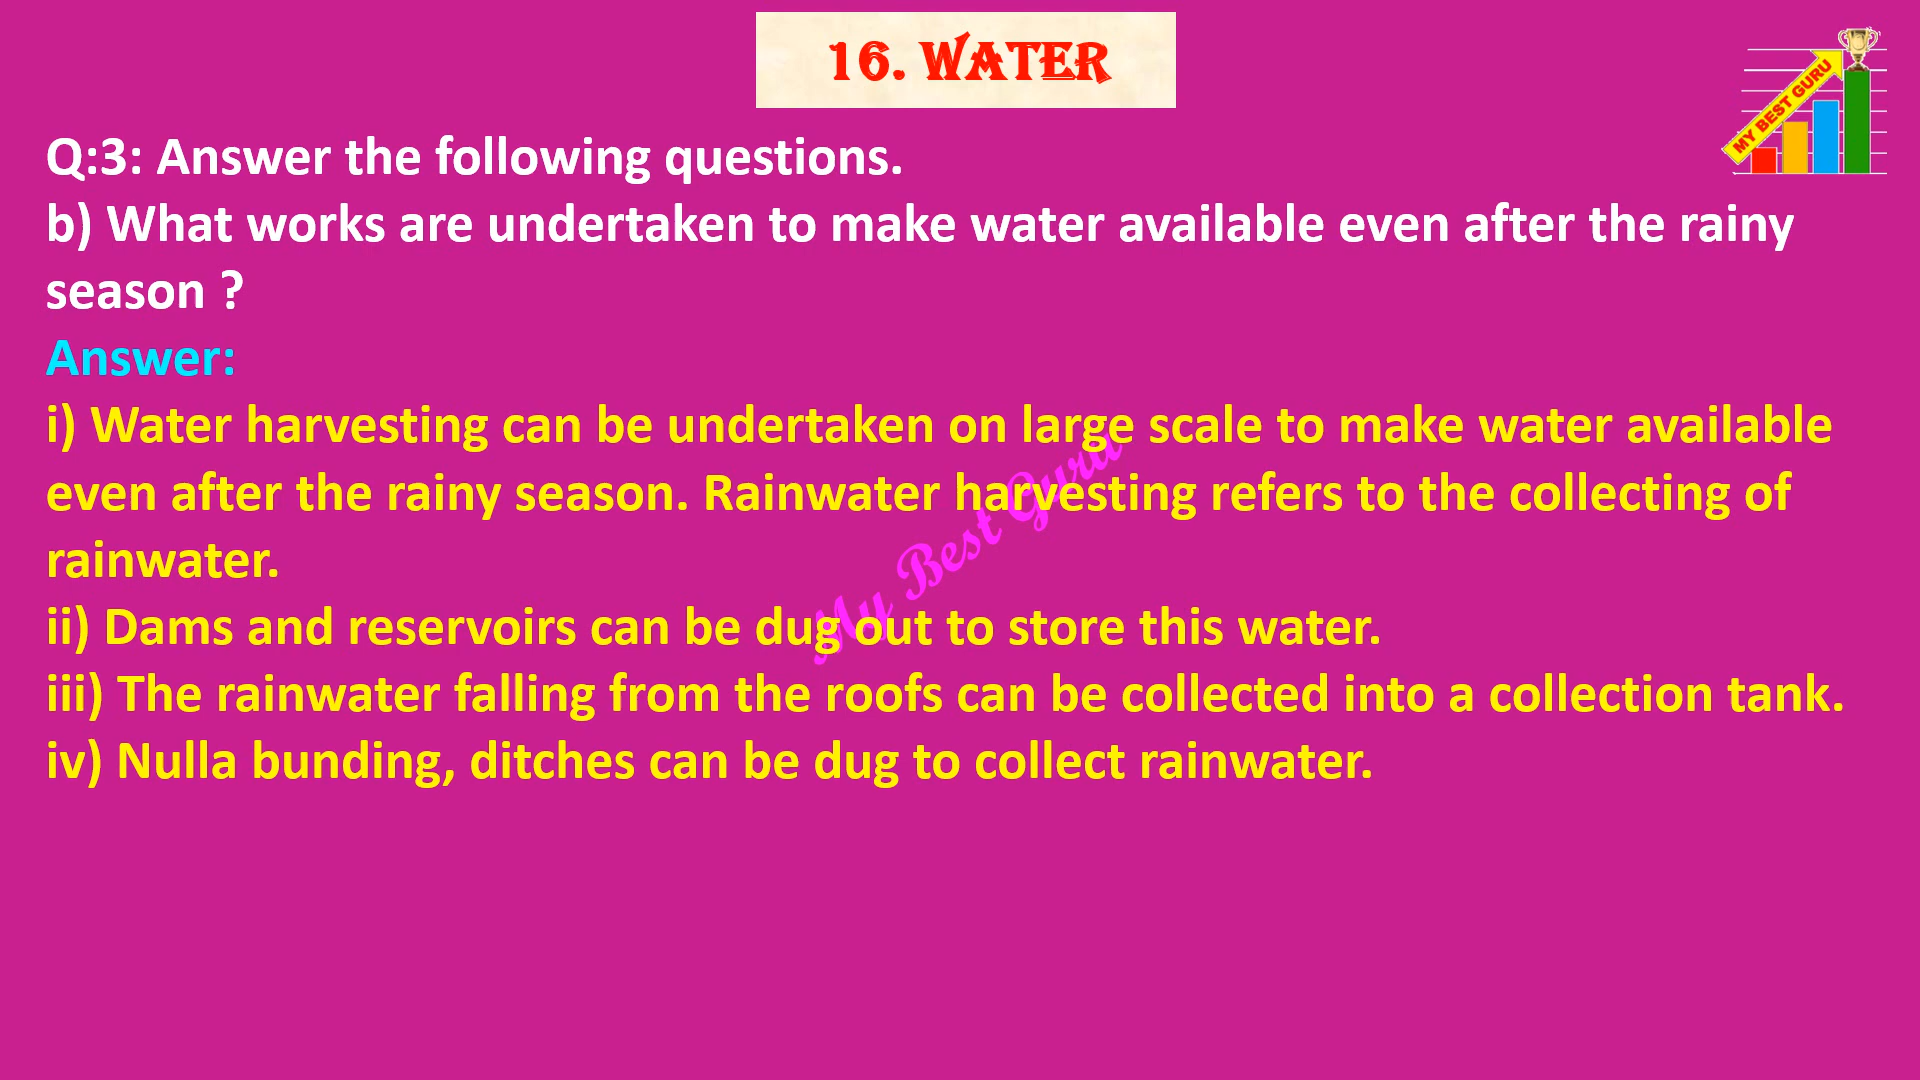 16. WATER
MY BEST GURU
Q:3: Answer the following questions.
b) What works are undertaken to make water available even after the rainy
season ?
Answer:
i) Water harvesting can be undertaken on large scale to make water available
even after the rainy season. Rainwater harvesting refers to the collecting of
rainwater.
ii) Dams and reservoirs can be dug out to store this water.
iii) The rainwater falling from the roofs can be collected into a collection tank.
iv) Nulla bunding, ditches can be dug to collect rainwater.
My Best Guru